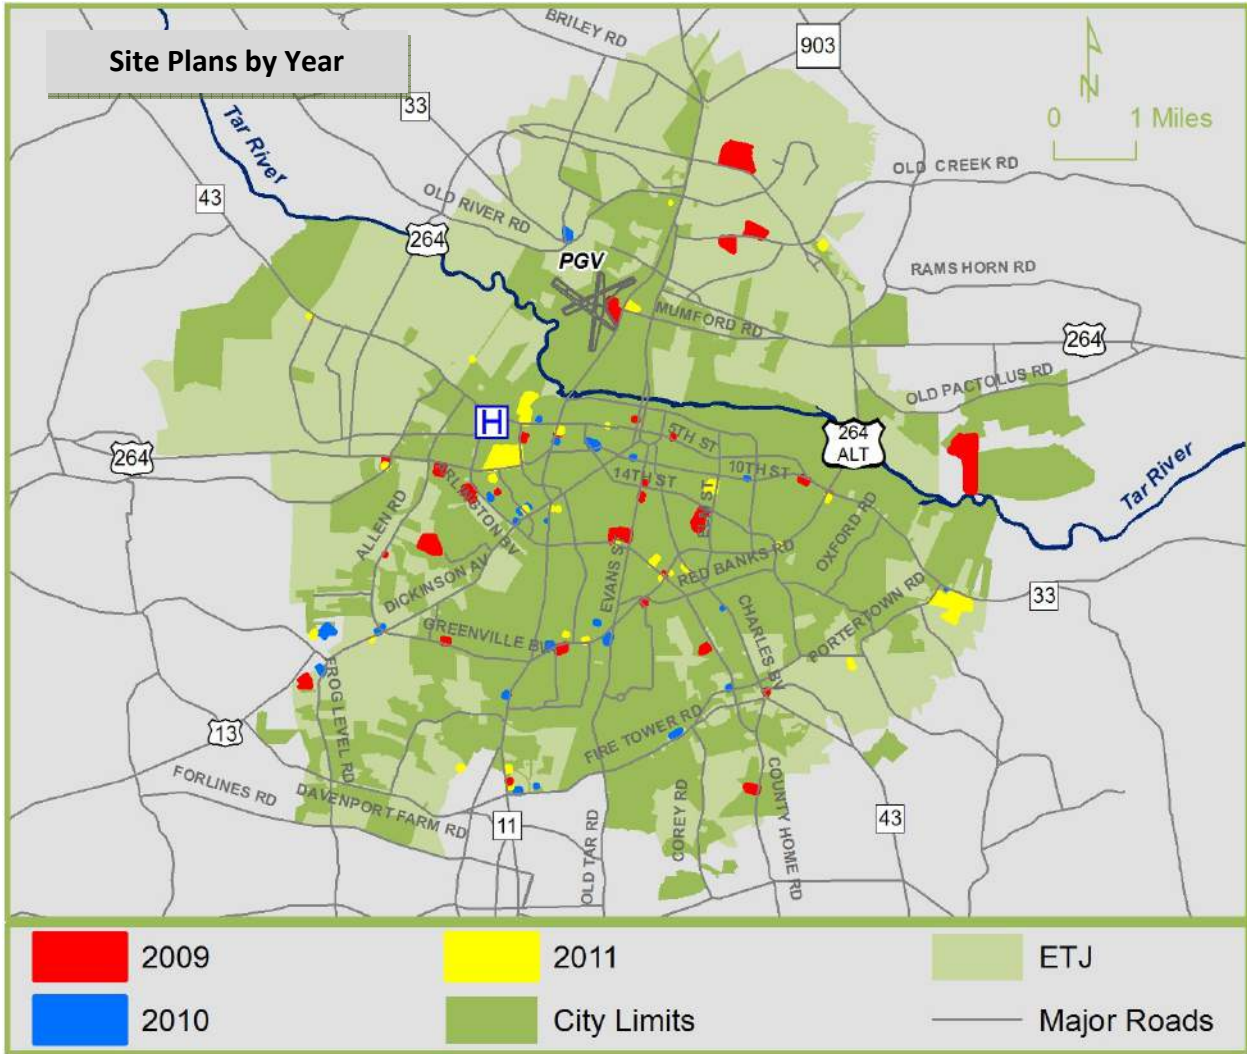 Site Plans by Year
BRILEY RD
903
N
0 1 Miles
33
Tar River
43
OLD RIVER RD
264
OLD CREEK RD
PGV
RAMS HORN RD
MUMFORD RD
264
OLD PACTOLUS RD
H
5TH ST
264
ALT
264
14TH ST
10TH ST
Tar River
ARLINGTON BV
ALLEN RD
ELM ST
OXFORD RD
EVANS ST
RED BANKS RD
DICKINSON AV
33
CHARLES BV
PORTERTOWN RD
GREENVILLE BV
FROG LEVEL RD
13
FIRE TOWER RD
FORLINES RD
DAVENPORT FARM RD
11
OLD TAR RD
COREY RD
COUNTY HOME RD
43
2009
2011
ETJ
2010
City Limits
Major Roads